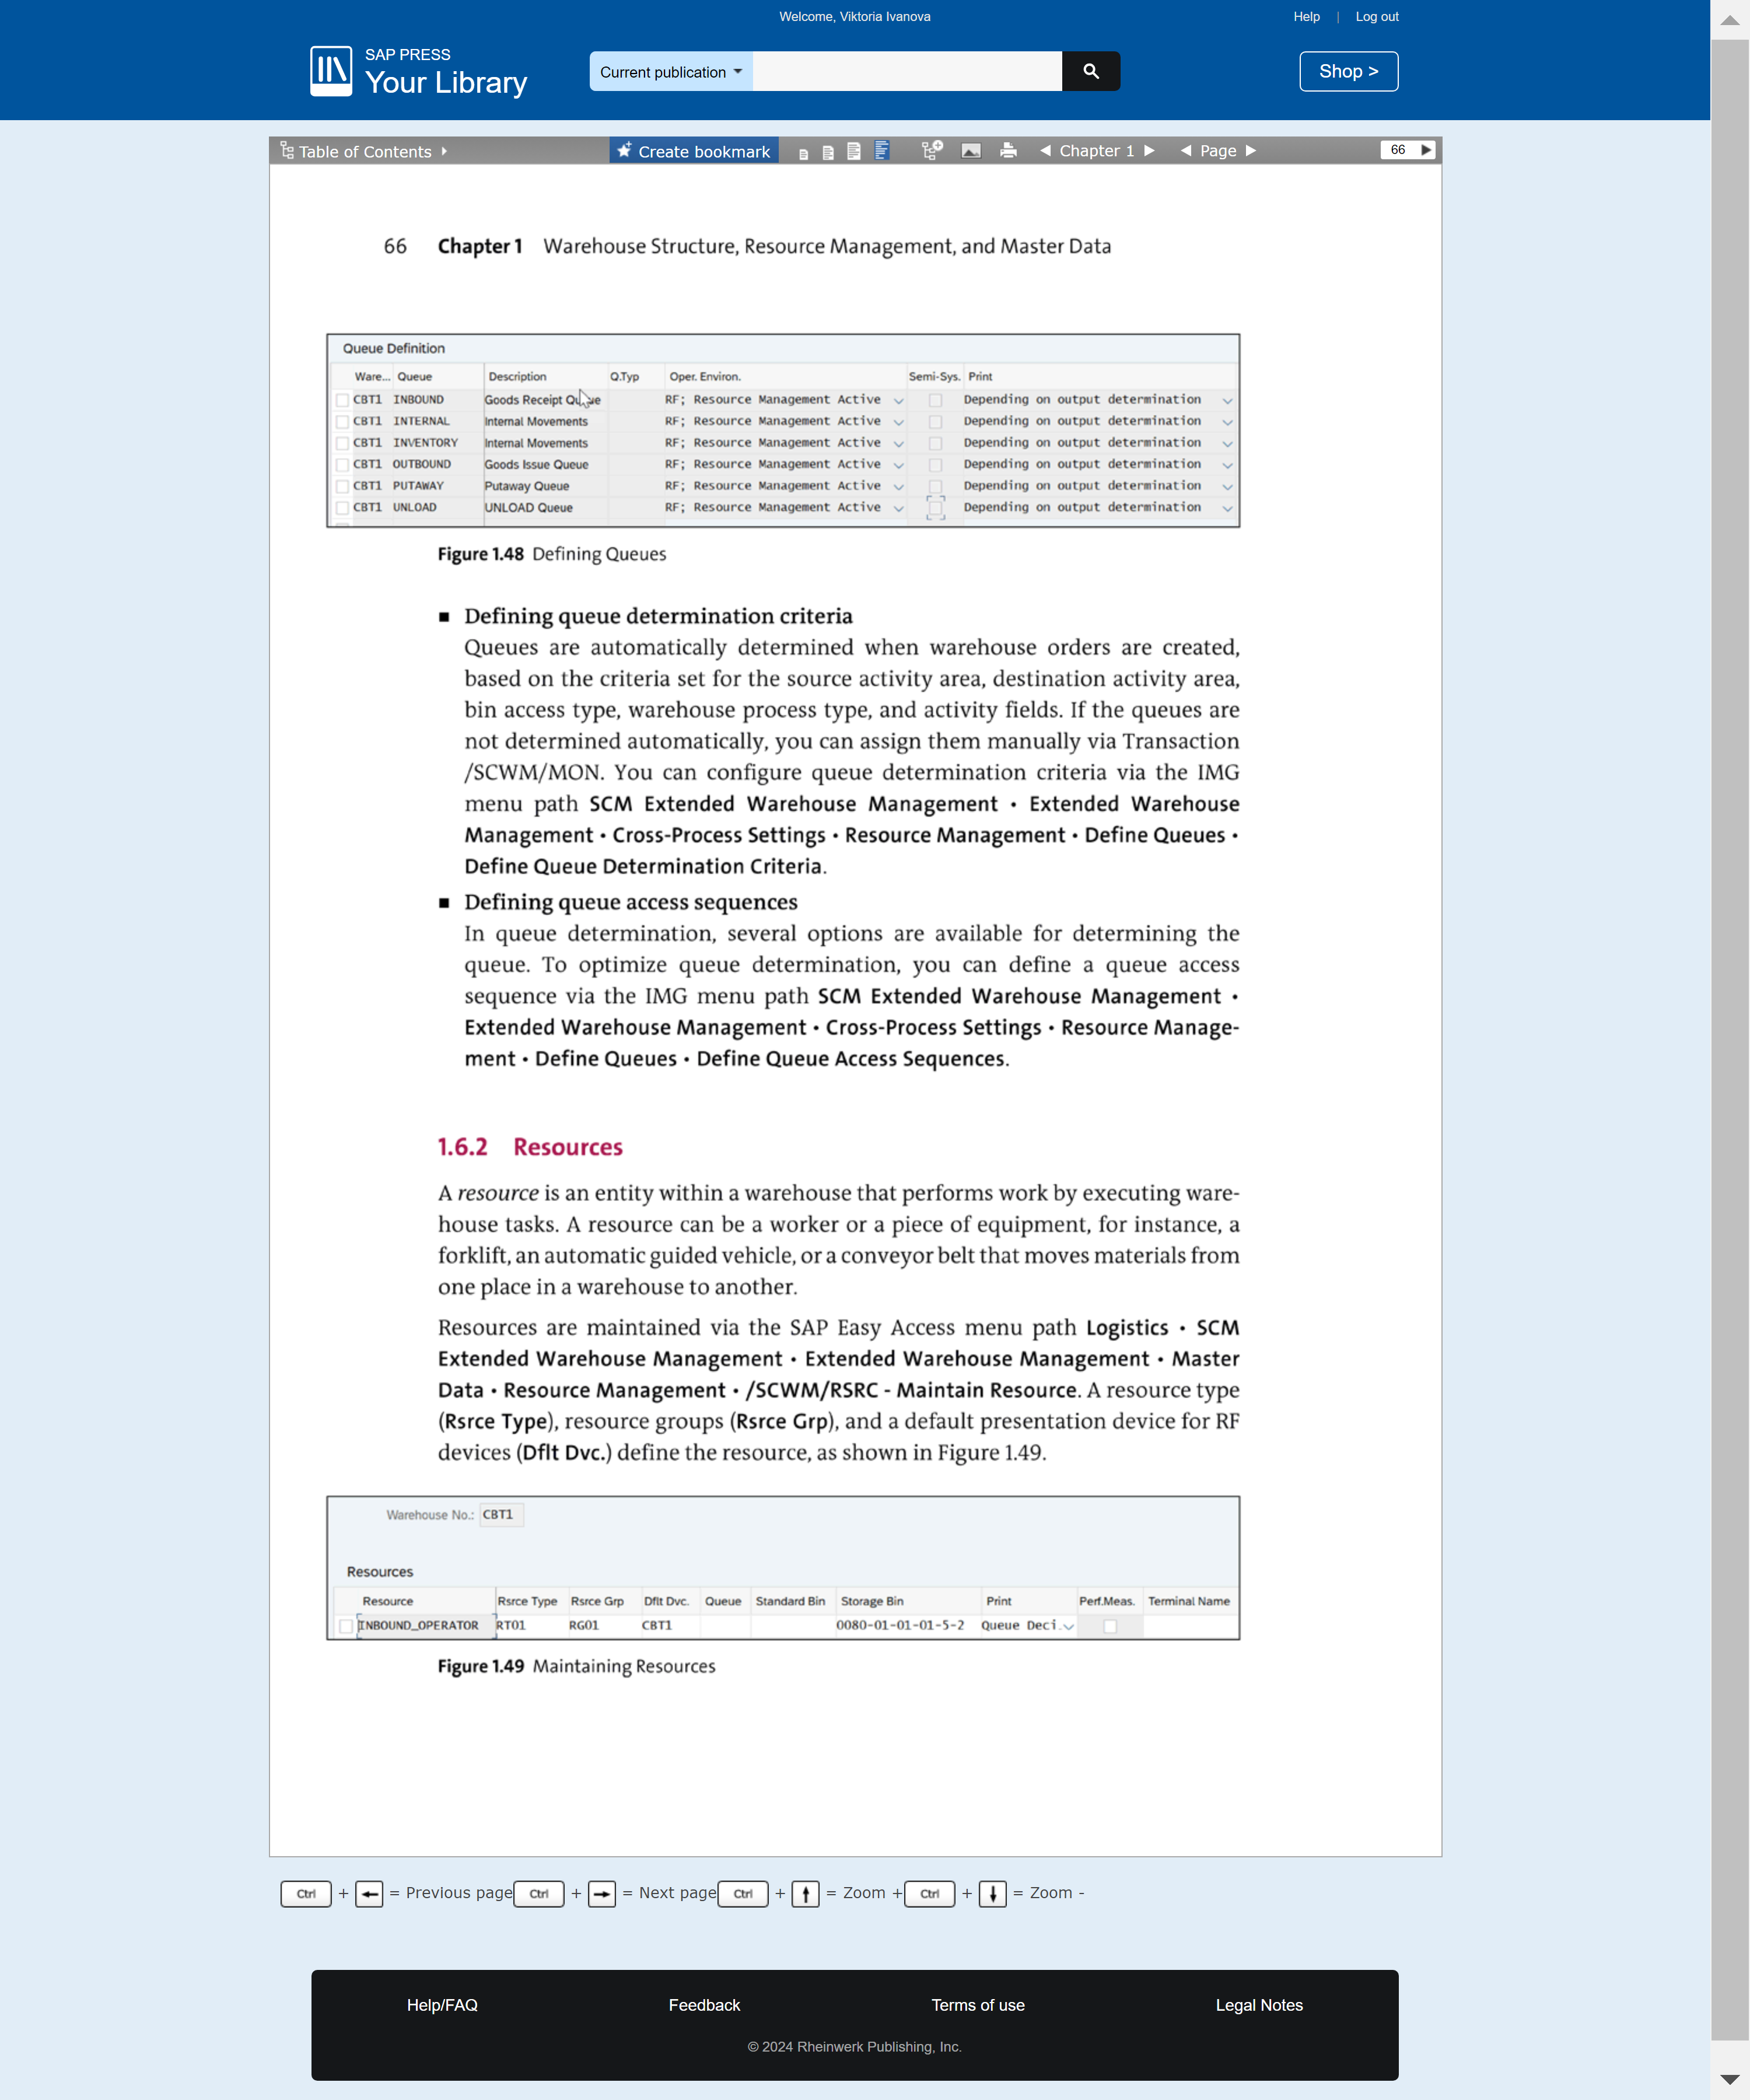 Welcome, Viktoria Ivanova
Help | Log out
SAP PRESS
Your Library
Current publication
Shop >
Table of Contents
Create bookmark
Chapter 1
Page
66
66 Chapter 1 Warehouse Structure, Resource Management, and Master Data
Queue Definition
Ware... Queue Description Q.Typ Oper. Environ. Semi-Sys. Print
CBT1 INBOUND Goods Receipt Queue RF; Resource Management Active Depending on output determination
CBT1 INTERNAL Internal Movements RF; Resource Management Active Depending on output determination
CBT1 INVENTORY Internal Movements RF; Resource Management Active Depending on output determination
CBT1 OUTBOUND Goods Issue Queue RF; Resource Management Active Depending on output determination
CBT1 PUTAWAY Putaway Queue RF; Resource Management Active Depending on output determination
CBT1 UNLOAD UNLOAD Queue RF; Resource Management Active Depending on output determination
Figure 1.48 Defining Queues
■ Defining queue determination criteria
Queues are automatically determined when warehouse orders are created,
based on the criteria set for the source activity area, destination activity area,
bin access type, warehouse process type, and activity fields. If the queues are
not determined automatically, you can assign them manually via Transaction
/SCWM/MON. You can configure queue determination criteria via the IMG
menu path SCM Extended Warehouse Management • Extended Warehouse
Management • Cross-Process Settings • Resource Management • Define Queues •
Define Queue Determination Criteria.
■ Defining queue access sequences
In queue determination, several options are available for determining the
queue. To optimize queue determination, you can define a queue access
sequence via the IMG menu path SCM Extended Warehouse Management •
Extended Warehouse Management • Cross-Process Settings • Resource Manage-
ment • Define Queues • Define Queue Access Sequences.
1.6.2 Resources
A resource is an entity within a warehouse that performs work by executing ware-
house tasks. A resource can be a worker or a piece of equipment, for instance, a
forklift, an automatic guided vehicle, or a conveyor belt that moves materials from
one place in a warehouse to another.
Resources are maintained via the SAP Easy Access menu path Logistics • SCM
Extended Warehouse Management • Extended Warehouse Management • Master
Data • Resource Management • /SCWM/RSRC - Maintain Resource. A resource type
(Rsrce Type), resource groups (Rsrce Grp), and a default presentation device for RF
devices (Dflt Dvc.) define the resource, as shown in Figure 1.49.
Warehouse No.: CBT1
Resources
Resource Rsrce Type Rsrce Grp Dflt Dvc. Queue Standard Bin Storage Bin Print Perf.Meas. Terminal Name
INBOUND_OPERATOR RT01 RG01 CBT1 0080-01-01-01-5-2 Queue Deci.
Figure 1.49 Maintaining Resources
Ctrl + ← = Previous page Ctrl + → = Next page Ctrl + ↑ = Zoom + Ctrl + ↓ = Zoom -
Help/FAQ Feedback Terms of use Legal Notes
© 2024 Rheinwerk Publishing, Inc.